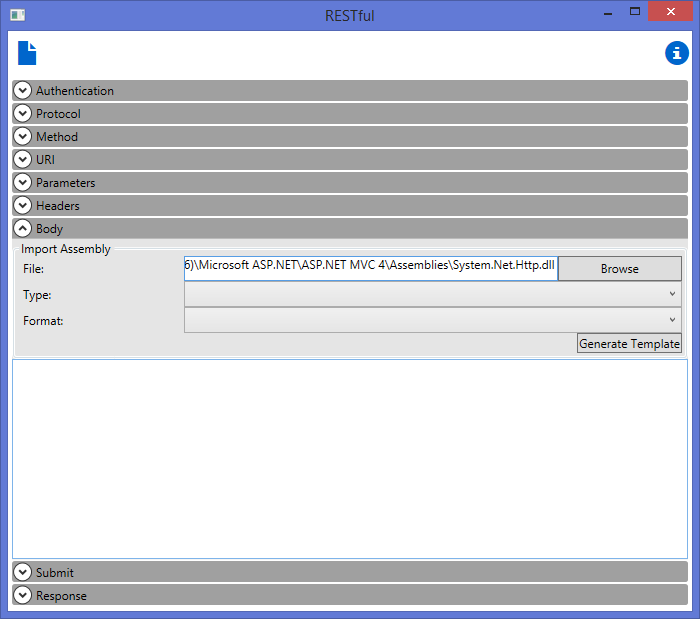 RESTful
Authentication
Protocol
Method
URI
Parameters
Headers
Body
Import Assembly
File: 6)\Microsoft ASP.NET\ASP.NET MVC 4\Assemblies\System.Net.Http.dll Browse
Type:
Format:
Generate Template
Submit
Response